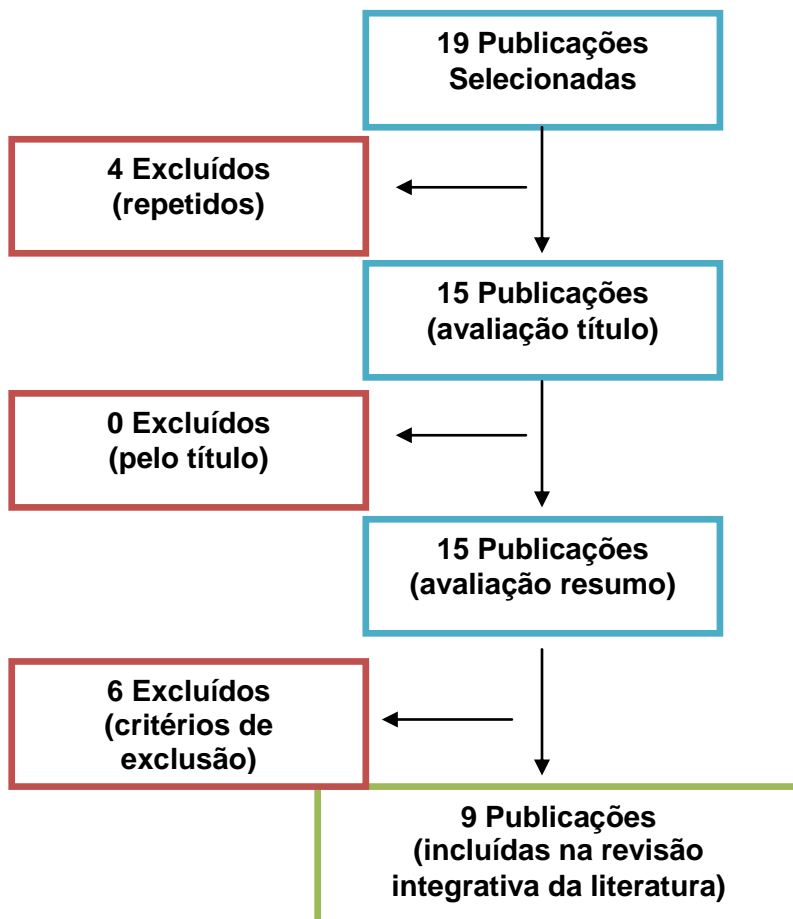 19 Publicações
Selecionadas
4 Excluídos
(repetidos)
15 Publicações
(avaliação título)
0 Excluídos
(pelo título)
15 Publicações
(avaliação resumo)
6 Excluídos
(critérios de
exclusão)
9 Publicações
(incluídas na revisão
integrativa da literatura)